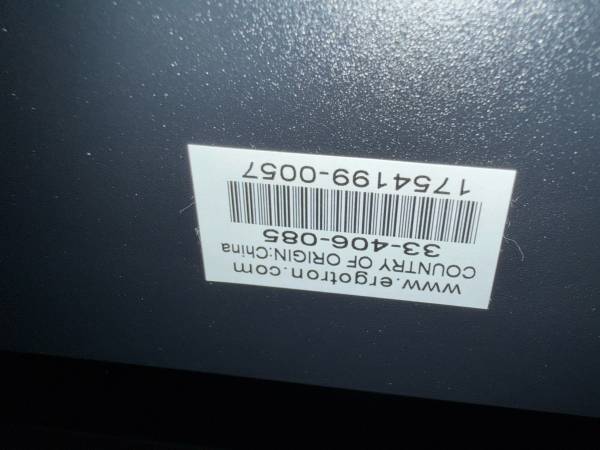 www.ergotron.com
COUNTRY OF ORIGIN:China
33-406-085
1754199-0057